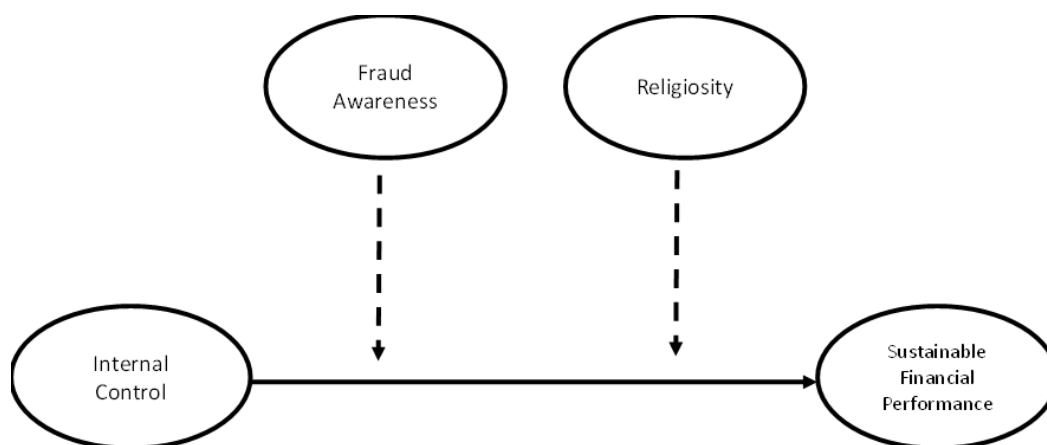 Fraud
Awareness
Religiosity
Internal
Control
Sustainable
Financial
Performance